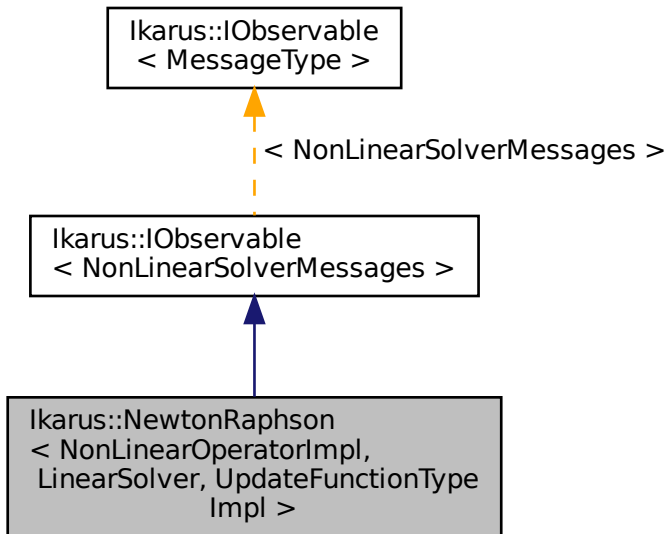 Ikarus::IObservable
< MessageType >
< NonLinearSolverMessages >
Ikarus::IObservable
< NonLinearSolverMessages >
Ikarus::NewtonRaphson
< NonLinearOperatorImpl,
LinearSolver, UpdateFunctionType
Impl >